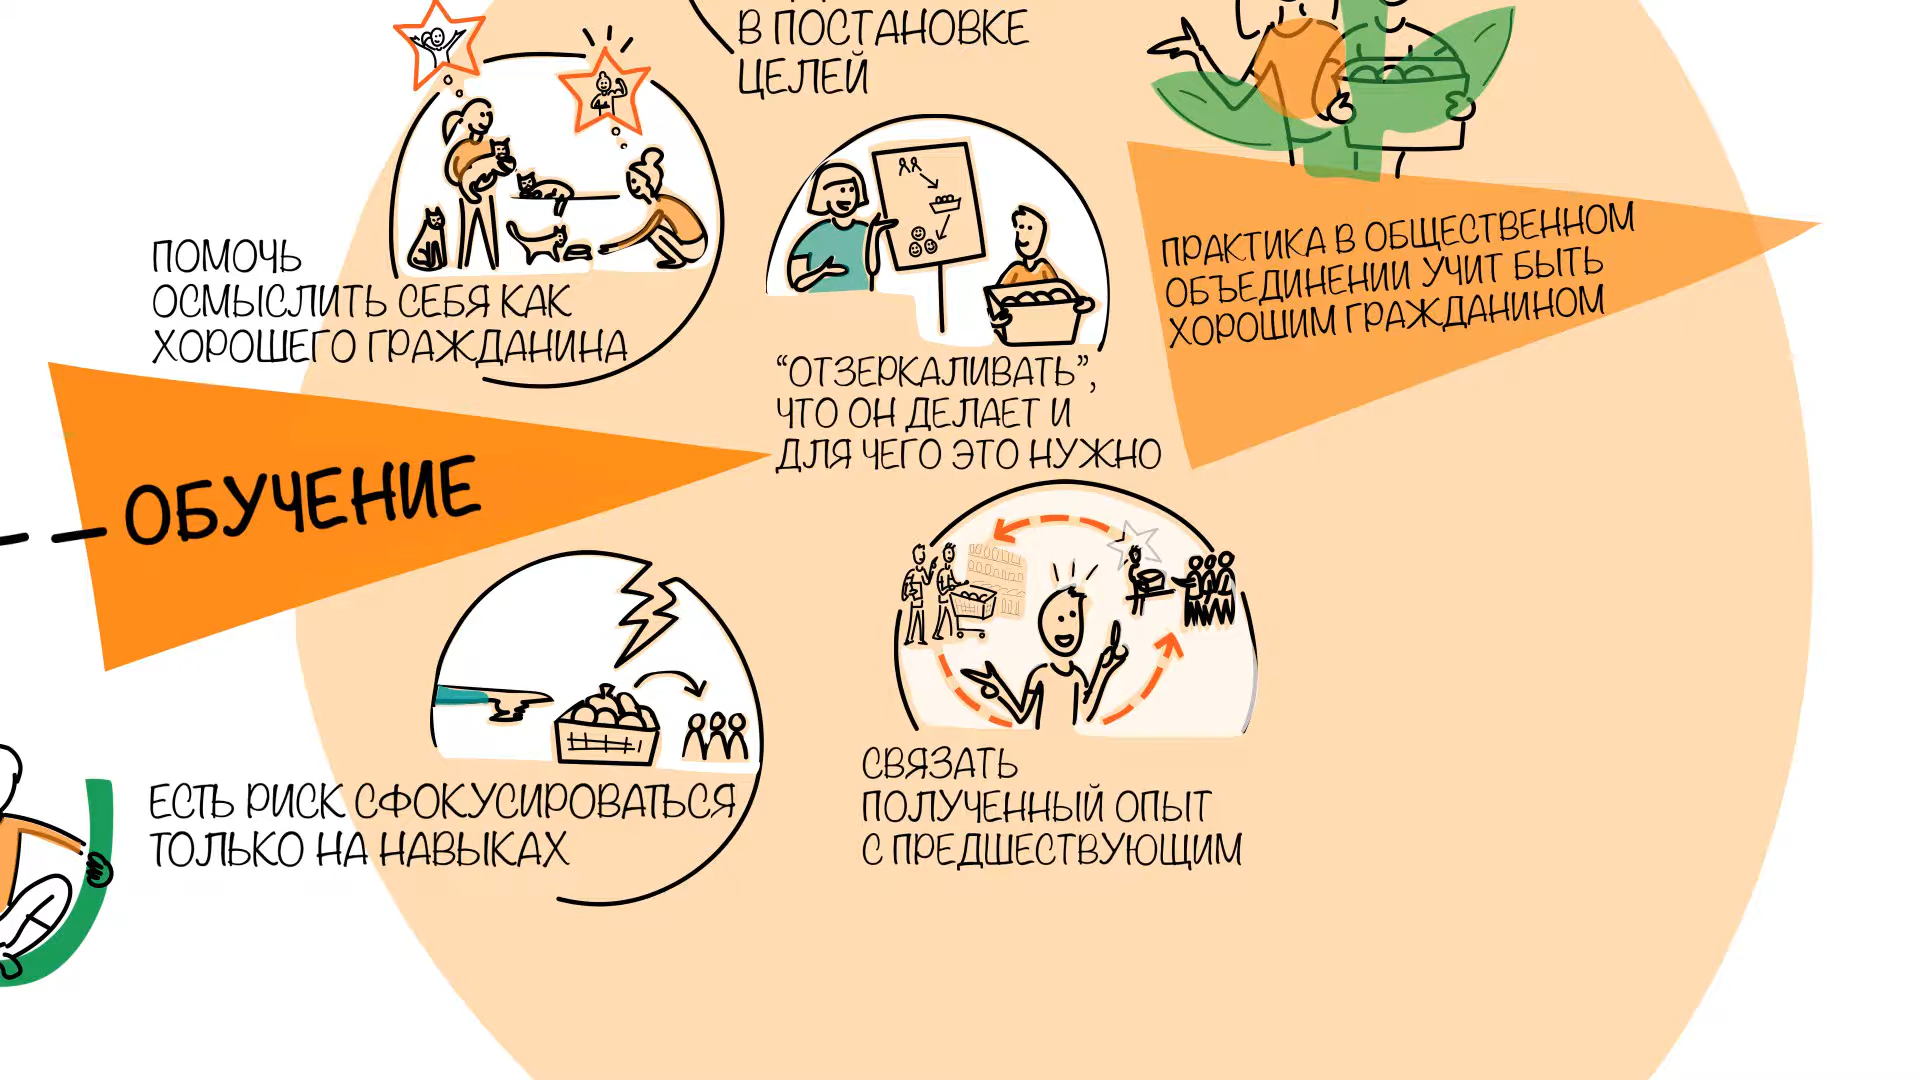 В ПОСТАНОВКЕ
ЦЕЛЕЙ
ПОМОЧЬ
ОСМЫСЛИТЬ СЕБЯ КАК
ХОРОШЕГО ГРАЖДАНИНА
“ОТЗЕРКАЛИВАТЬ”,
ЧТО ОН ДЕЛАЕТ И
ДЛЯ ЧЕГО ЭТО НУЖНО
ПРАКТИКА В ОБЩЕСТВЕННОМ
ОБЪЕДИНЕНИИ УЧИТ БЫТЬ
ХОРОШИМ ГРАЖДАНИНОМ
ОБУЧЕНИЕ
ЕСТЬ РИСК СФОКУСИРОВАТЬСЯ
ТОЛЬКО НА НАВЫКАХ
СВЯЗАТЬ
ПОЛУЧЕННЫЙ ОПЫТ
С ПРЕДШЕСТВУЮЩИМ